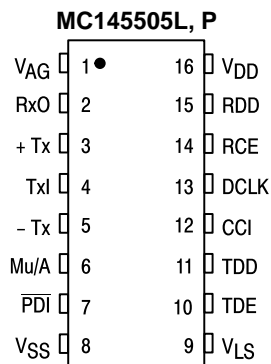 MC145505L, P
VAG 1 16 VDD
RxO 2 15 RDD
+ Tx 3 14 RCE
TxI 4 13 DCLK
– Tx 5 12 CCI
Mu/A 6 11 TDD
PDI 7 10 TDE
VSS 8 9 VLS